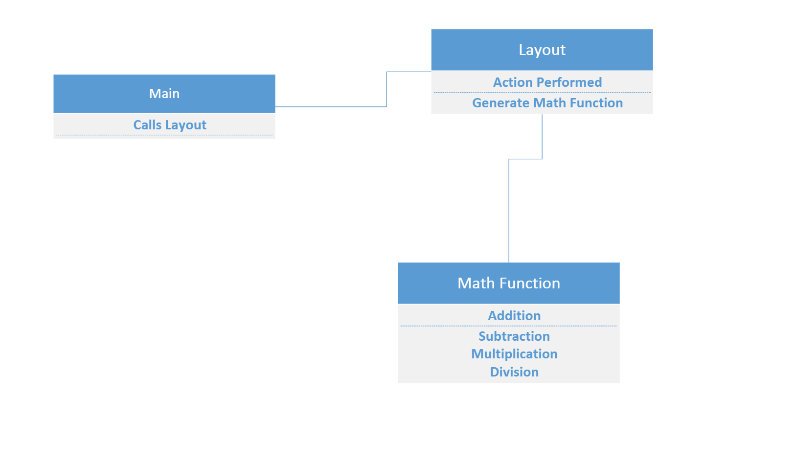 Main
Calls Layout
Layout
Action Performed
Generate Math Function
Math Function
Addition
Subtraction
Multiplication
Division